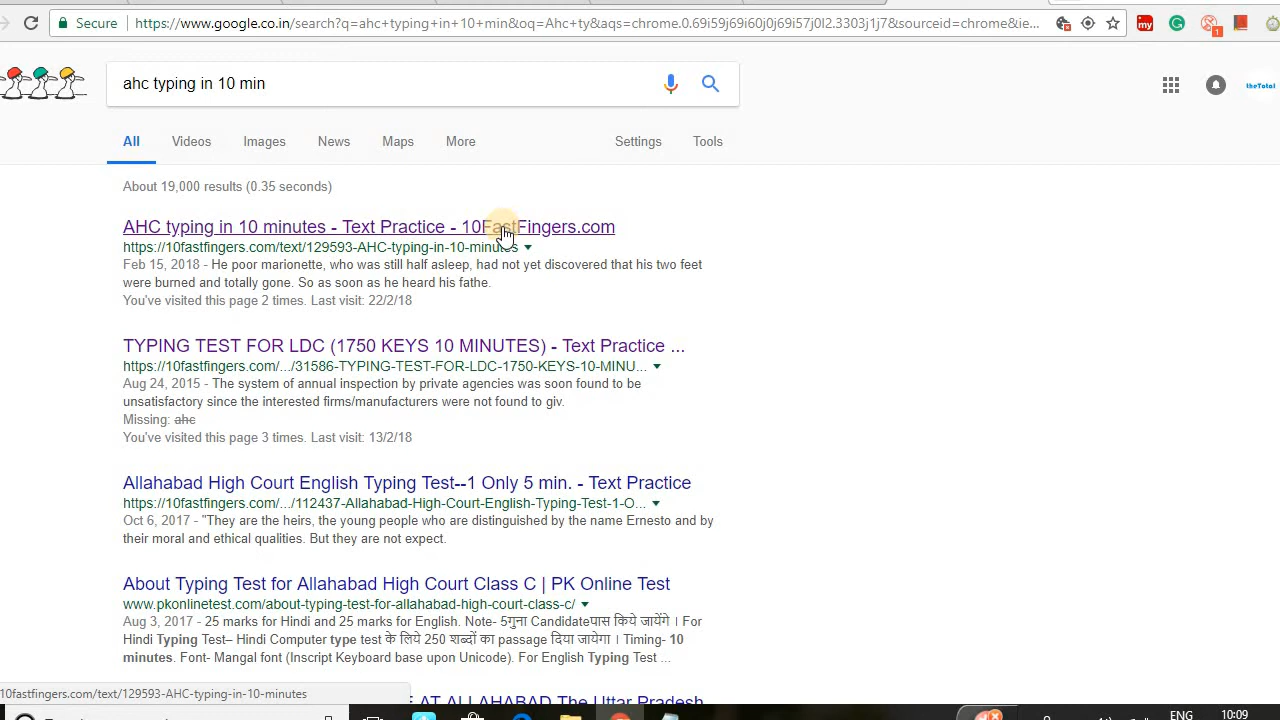 Secure https://www.google.co.in/search?q=ahc+typing+in+10+min&oq=Ahc+ty&aqs=chrome.0.69i59j69i60j0j69i57j0l2.3303j1j7&sourceid=chrome&ie...
my
1
ahc typing in 10 min
theTotal
All Videos Images News Maps More Settings Tools
About 19,000 results (0.35 seconds)
AHC typing in 10 minutes - Text Practice - 10FastFingers.com
https://10fastfingers.com/text/129593-AHC-typing-in-10-minutes
Feb 15, 2018 - He poor marionette, who was still half asleep, had not yet discovered that his two feet
were burned and totally gone. So as soon as he heard his fathe.
You've visited this page 2 times. Last visit: 22/2/18
TYPING TEST FOR LDC (1750 KEYS 10 MINUTES) - Text Practice ...
https://10fastfingers.com/.../31586-TYPING-TEST-FOR-LDC-1750-KEYS-10-MINU...
Aug 24, 2015 - The system of annual inspection by private agencies was soon found to be
unsatisfactory since the interested firms/manufacturers were not found to giv.
Missing: ahc
You've visited this page 3 times. Last visit: 13/2/18
Allahabad High Court English Typing Test--1 Only 5 min. - Text Practice
https://10fastfingers.com/.../112437-Allahabad-High-Court-English-Typing-Test-1-O...
Oct 6, 2017 - "They are the heirs, the young people who are distinguished by the name Ernesto and by
their moral and ethical qualities. But they are not expect.
About Typing Test for Allahabad High Court Class C | PK Online Test
www.pkonlinetest.com/about-typing-test-for-allahabad-high-court-class-c/
Aug 3, 2017 - 25 marks for Hindi and 25 marks for English. Note- 5गुना Candidateपास किये जायेंगे । For
Hindi Typing Test– Hindi Computer type test के लिये 250 शब्दों का passage दिया जायेगा । Timing- 10
minutes. Font- Mangal font (Inscript Keyboard base upon Unicode). For English Typing Test ...
10fastfingers.com/text/129593-AHC-typing-in-10-minutes
E AT ALLAHABAD The Uttar Pradesh
ENG 10:09